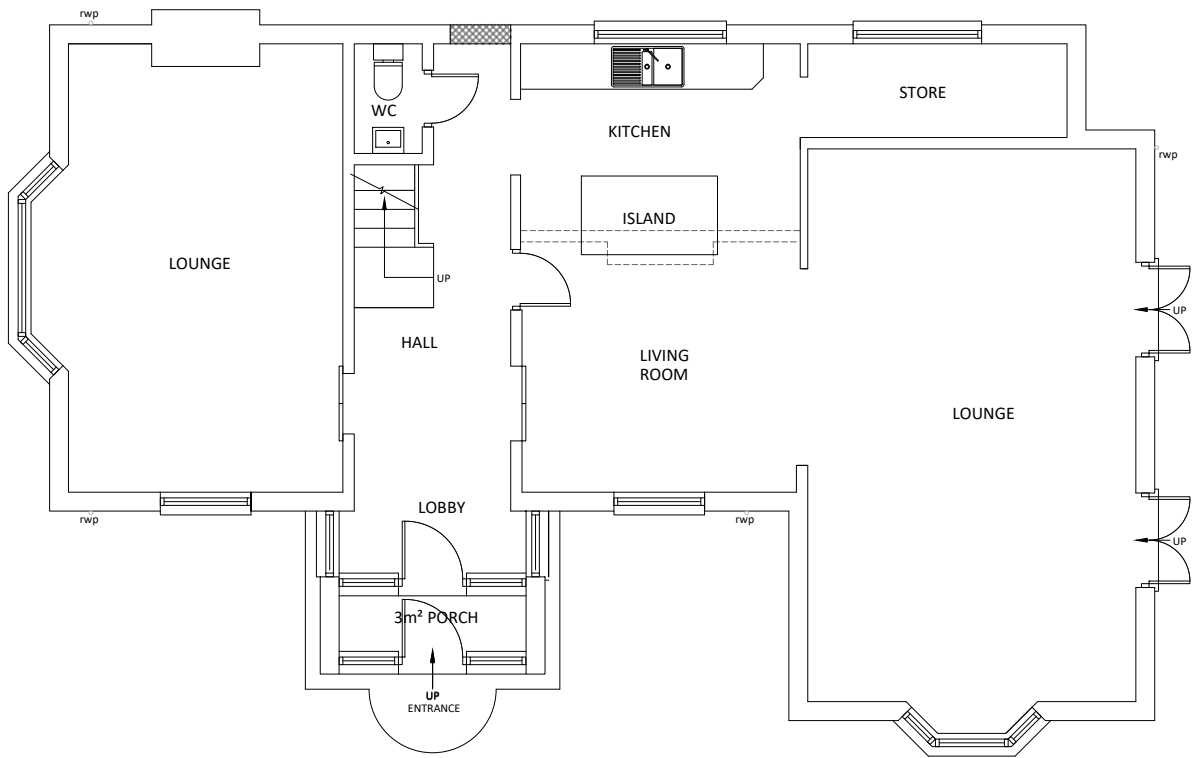 rwp
WC
STORE
KITCHEN
rwp
ISLAND
LOUNGE
UP
UP
HALL
LIVING
ROOM
LOUNGE
LOBBY
rwp
rwp
UP
3m² PORCH
UP
ENTRANCE